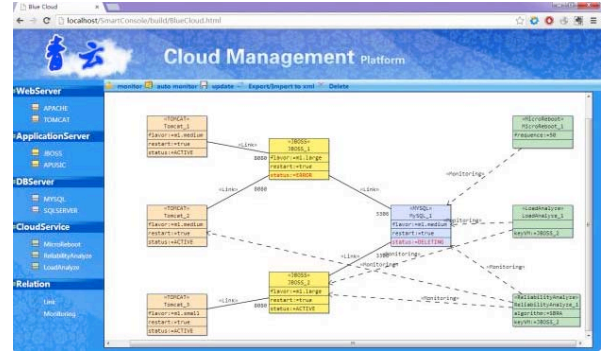 Blue Cloud
localhost/SmartConsole/build/BlueCloud.html
青云
Cloud Management Platform
monitor auto monitor update Export/Import to xml Delete
WebServer
APACHE
TOMCAT
ApplicationServer
JBOSS
APUSIC
DBServer
MYSQL
SQLSERVER
CloudService
MicroReboot
ReliabilityAnalyze
LoadAnalyze
Relation
Link
Monitoring
<TOMCAT>
Tomcat_1
flavor:=m1.medium
restart:=true
status:=ACTIVE
<Link>
8080
<JBOSS>
JBOSS_1
flavor:=m1.large
restart:=true
status:=ERROR
<MicroReboot>
MicroReboot_1
frequence:=50
<Link>
8080
<Link>
3306
<Monitoring>
<TOMCAT>
Tomcat_2
flavor:=m1.medium
restart:=true
status:=ACTIVE
<MYSQL>
MySQL_1
flavor:=m1.medium
restart:=true
status:=DELETING
<Monitoring>
<LoadAnalyze>
LoadAnalyze_1
keyVM:=JBOSS_2
<Link>
3306
<Monitoring>
<Monitoring>
<Monitoring>
<JBOSS>
JBOSS_2
flavor:=m1.large
restart:=true
status:=ACTIVE
<Link>
8080
<Monitoring>
<TOMCAT>
Tomcat_3
flavor:=m1.small
restart:=true
status:=ACTIVE
<ReliabilityAnalyze>
ReliabilityAnalyze_1
algorithm:=SBRA
keyVM:=JBOSS_2